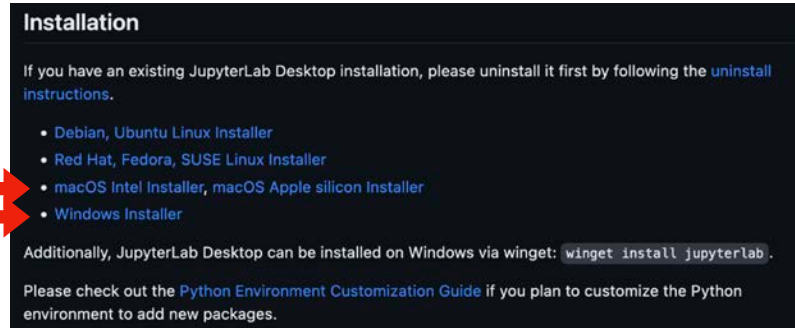 Installation
If you have an existing JupyterLab Desktop installation, please uninstall it first by following the uninstall
instructions.
• Debian, Ubuntu Linux Installer
• Red Hat, Fedora, SUSE Linux Installer
• macOS Intel Installer, macOS Apple silicon Installer
• Windows Installer
Additionally, JupyterLab Desktop can be installed on Windows via winget: winget install jupyterlab .
Please check out the Python Environment Customization Guide if you plan to customize the Python
environment to add new packages.